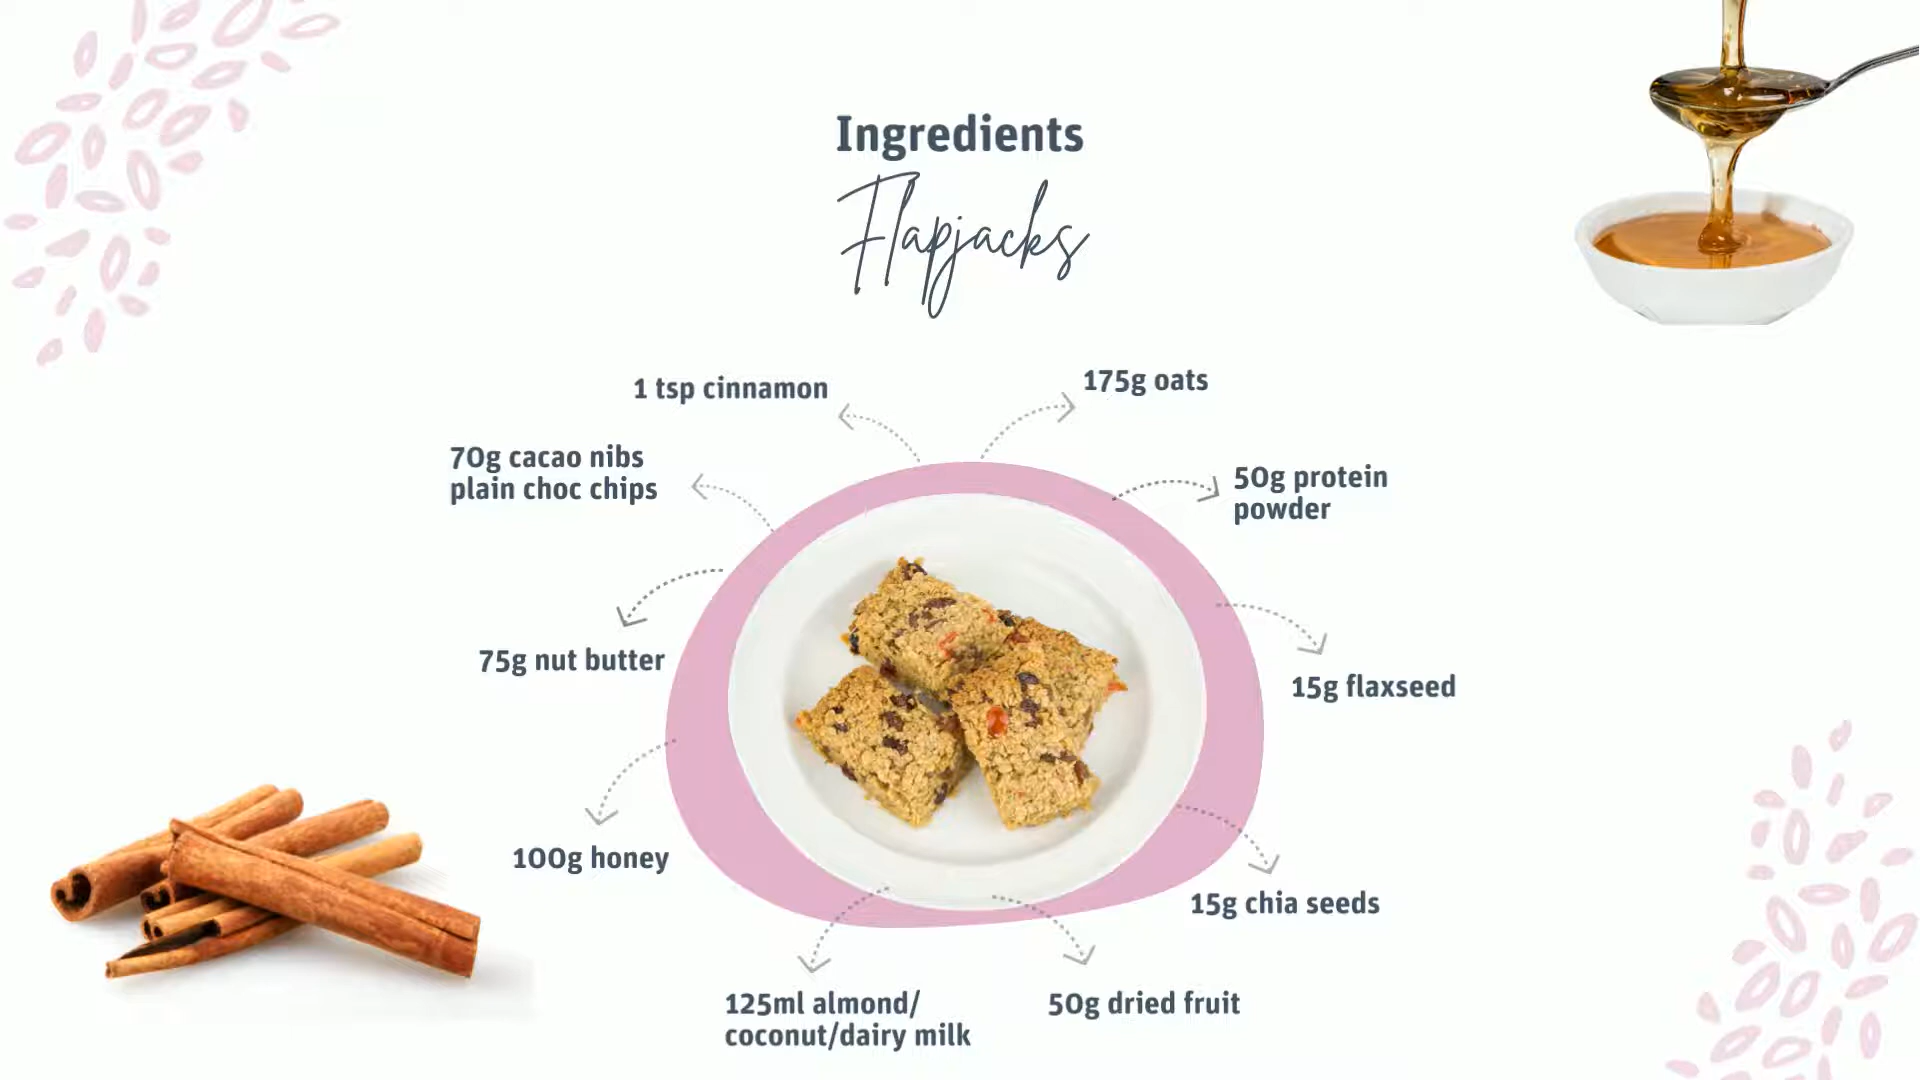 Ingredients
Flapjacks
1 tsp cinnamon
175g oats
70g cacao nibs
plain choc chips
50g protein
powder
75g nut butter
15g flaxseed
100g honey
15g chia seeds
125ml almond/
coconut/dairy milk
50g dried fruit